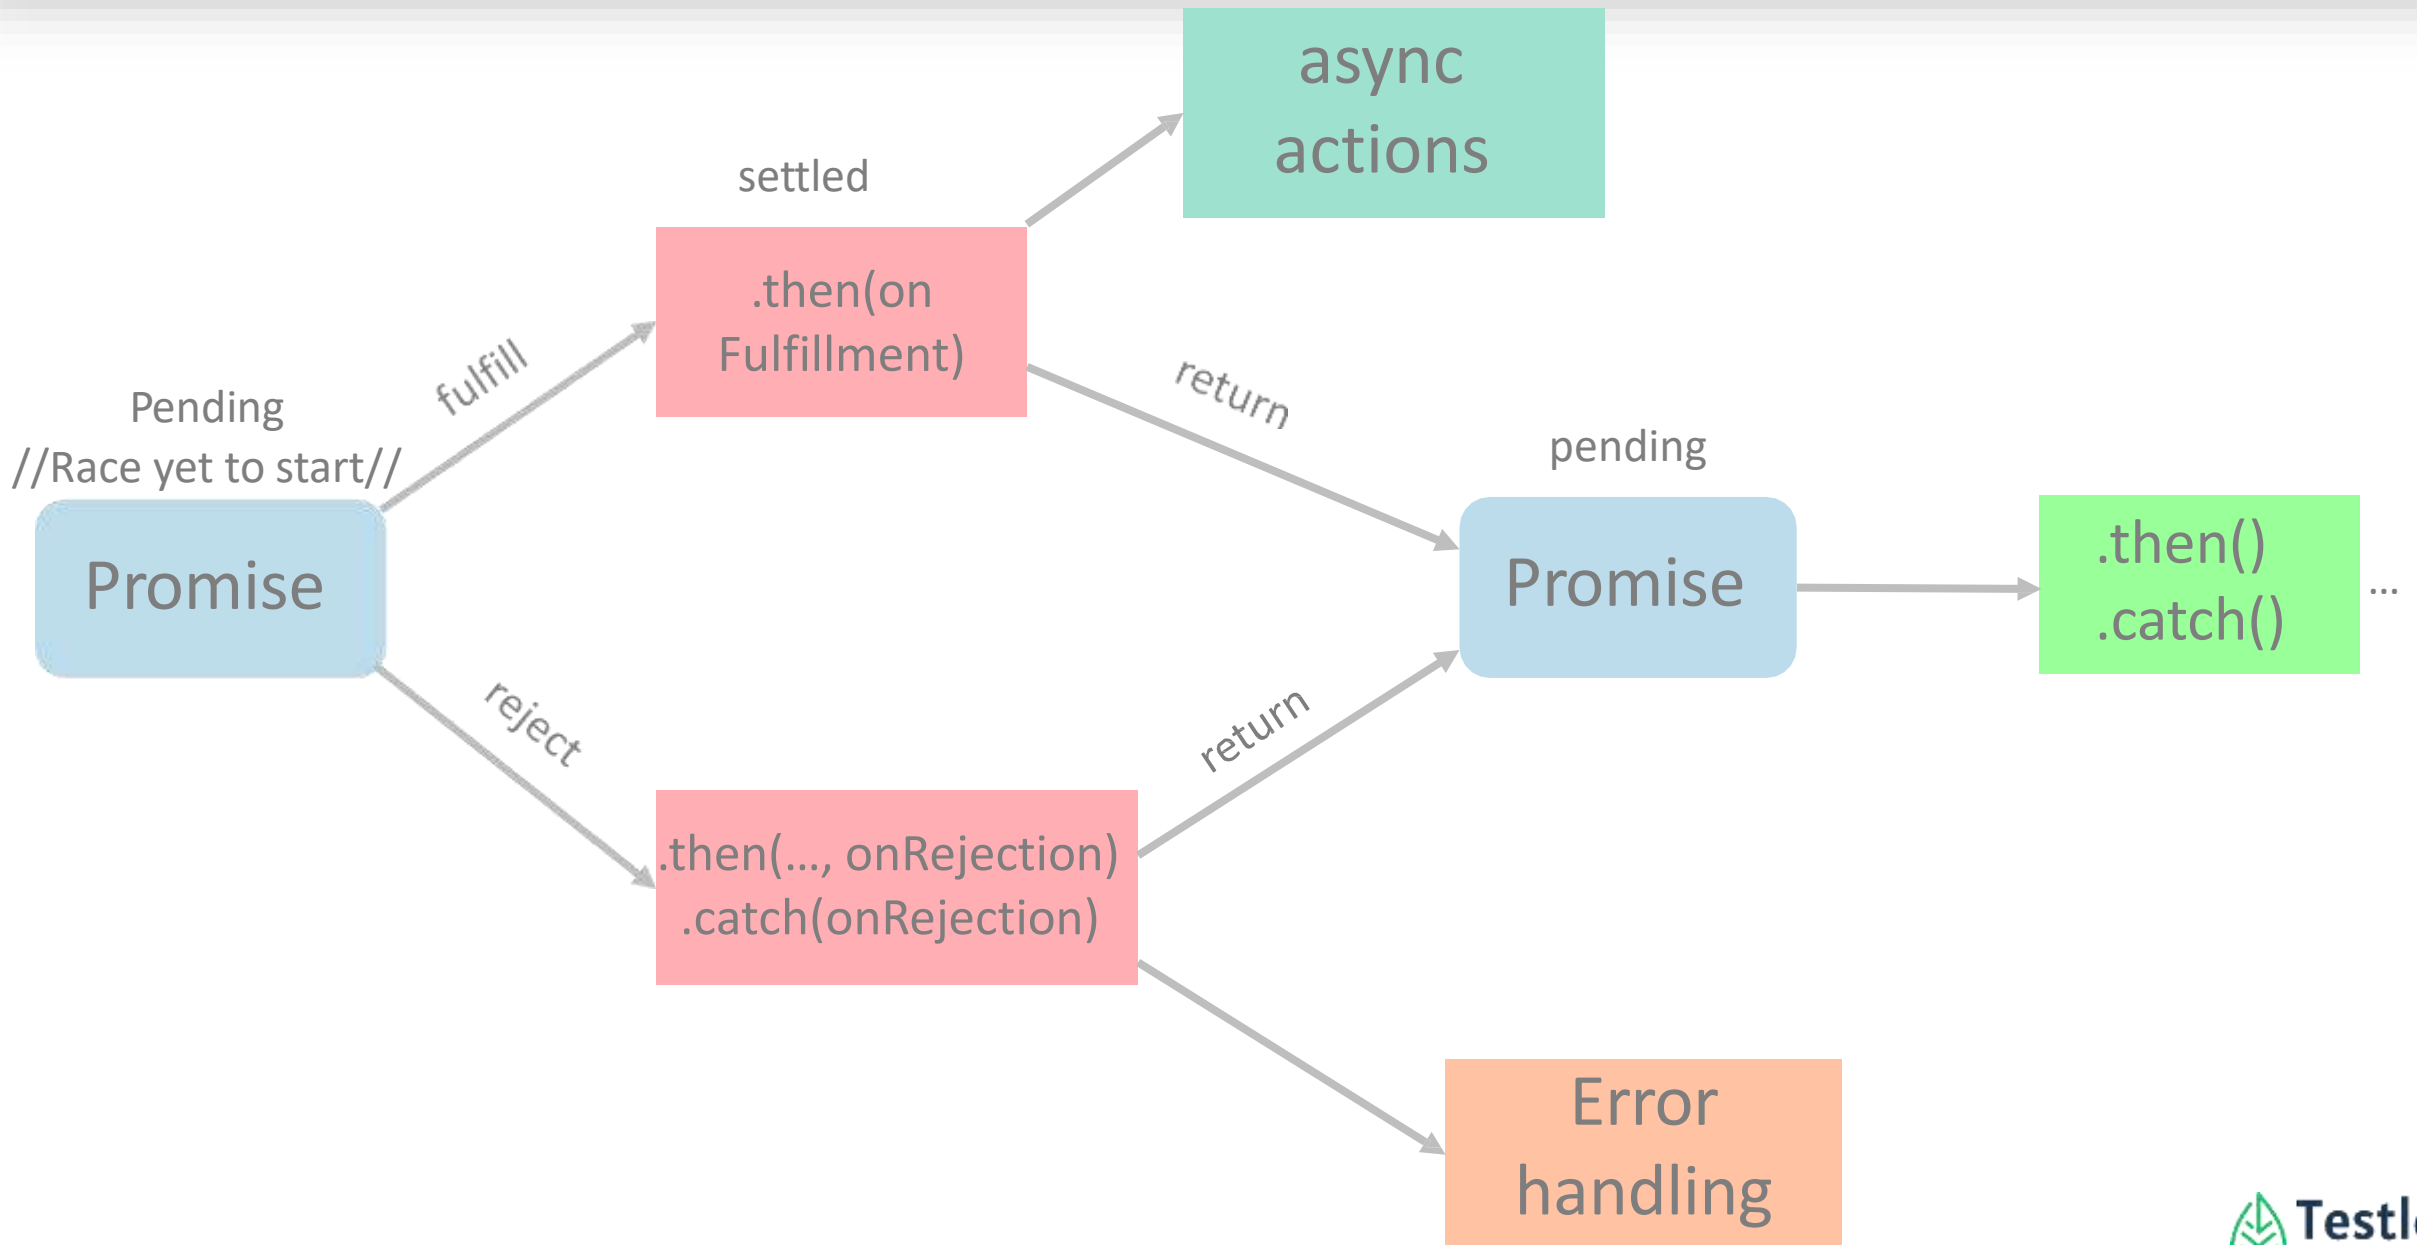 async
actions
settled
.then(on
Fulfillment)
fulfill
return
Pending
//Race yet to start//
pending
Promise
Promise
.then()
.catch()
...
reject
return
.then(..., onRejection)
.catch(onRejection)
Error
handling